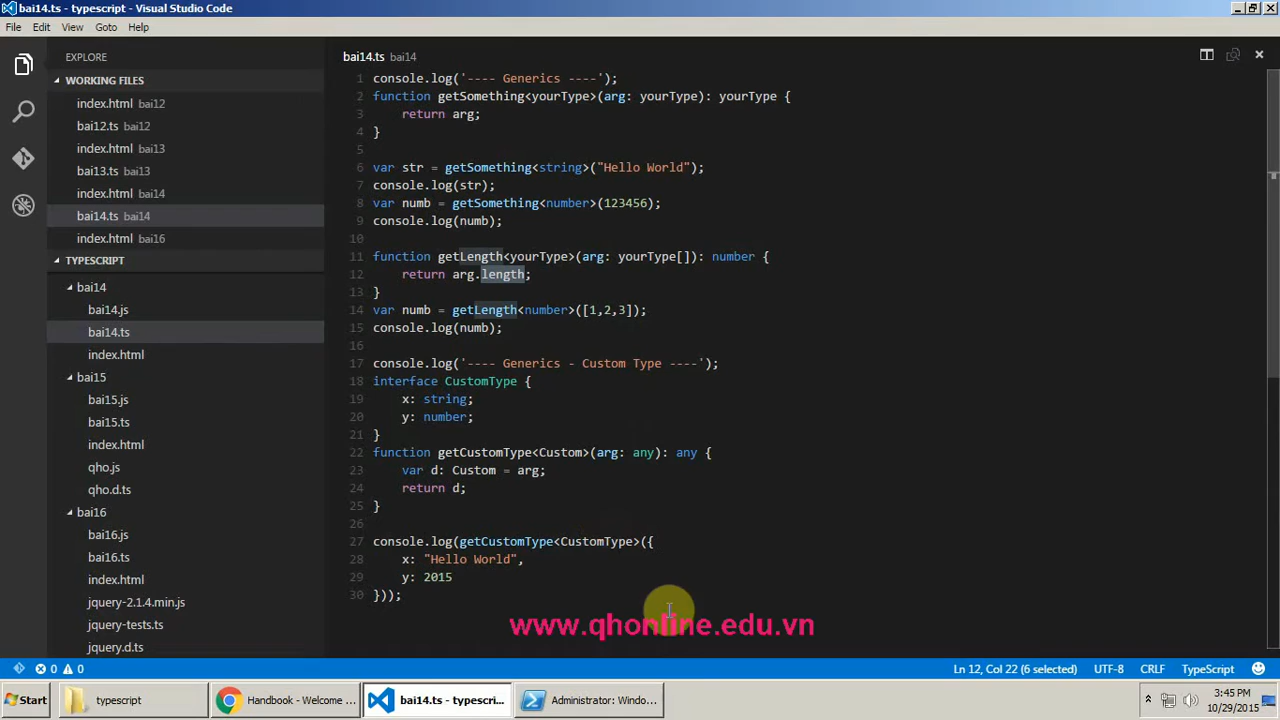 bai14.ts - typescript - Visual Studio Code
File Edit View Goto Help
EXPLORE
WORKING FILES
index.html bai12
bai12.ts bai12
index.html bai13
bai13.ts bai13
index.html bai14
bai14.ts bai14
index.html bai16
TYPESCRIPT
bai14
bai14.js
bai14.ts
index.html
bai15
bai15.js
bai15.ts
index.html
qho.js
qho.d.ts
bai16
bai16.js
bai16.ts
index.html
jquery-2.1.4.min.js
jquery-tests.ts
jquery.d.ts
bai14.ts bai14
1 console.log('---- Generics ----');
2 function getSomething<yourType>(arg: yourType): yourType {
3 return arg;
4 }
5
6 var str = getSomething<string>("Hello World");
7 console.log(str);
8 var numb = getSomething<number>(123456);
9 console.log(numb);
10
11 function getLength<yourType>(arg: yourType[]): number {
12 return arg.length;
13 }
14 var numb = getLength<number>([1,2,3]);
15 console.log(numb);
16
17 console.log('---- Generics - Custom Type ----');
18 interface CustomType {
19 x: string;
20 y: number;
21 }
22 function getCustomType<Custom>(arg: any): any {
23 var d: Custom = arg;
24 return d;
25 }
26
27 console.log(getCustomType<CustomType>({
28 x: "Hello World",
29 y: 2015
30 }));
www.qhonline.edu.vn
0 0 Ln 12, Col 22 (6 selected) UTF-8 CRLF TypeScript
Start typescript Handbook - Welcome ... bai14.ts - typescri... Administrator: Windo... 3:45 PM
10/29/2015